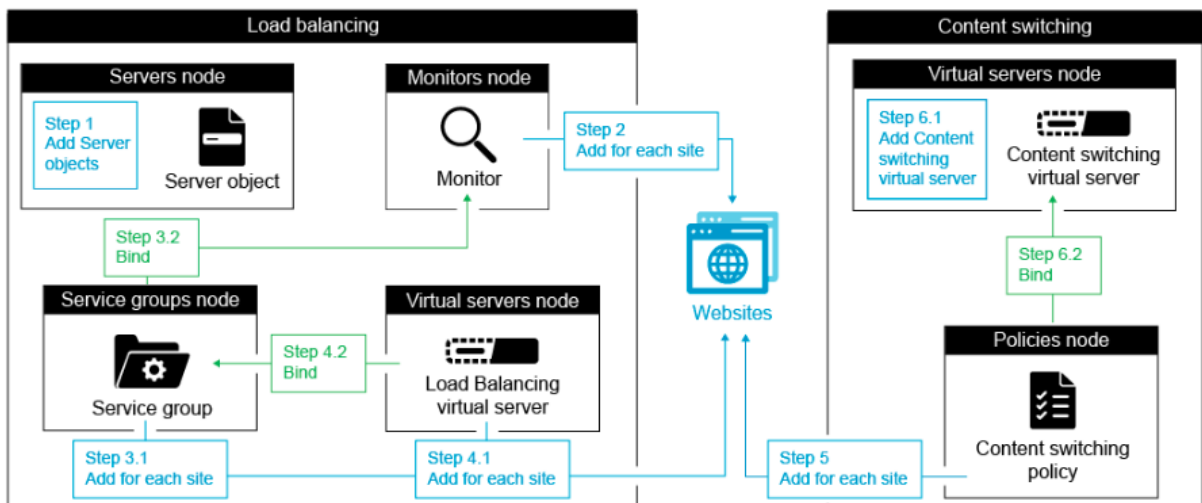 Load balancing
Servers node
Step 1
Add Server
objects
Server object
Monitors node
Monitor
Step 2
Add for each site
Step 3.2
Bind
Service groups node
Service group
Step 4.2
Bind
Virtual servers node
Load Balancing
virtual server
Step 3.1
Add for each site
Step 4.1
Add for each site
Websites
Content switching
Virtual servers node
Step 6.1
Add Content
switching
virtual server
Content switching
virtual server
Step 6.2
Bind
Policies node
Content switching
policy
Step 5
Add for each site